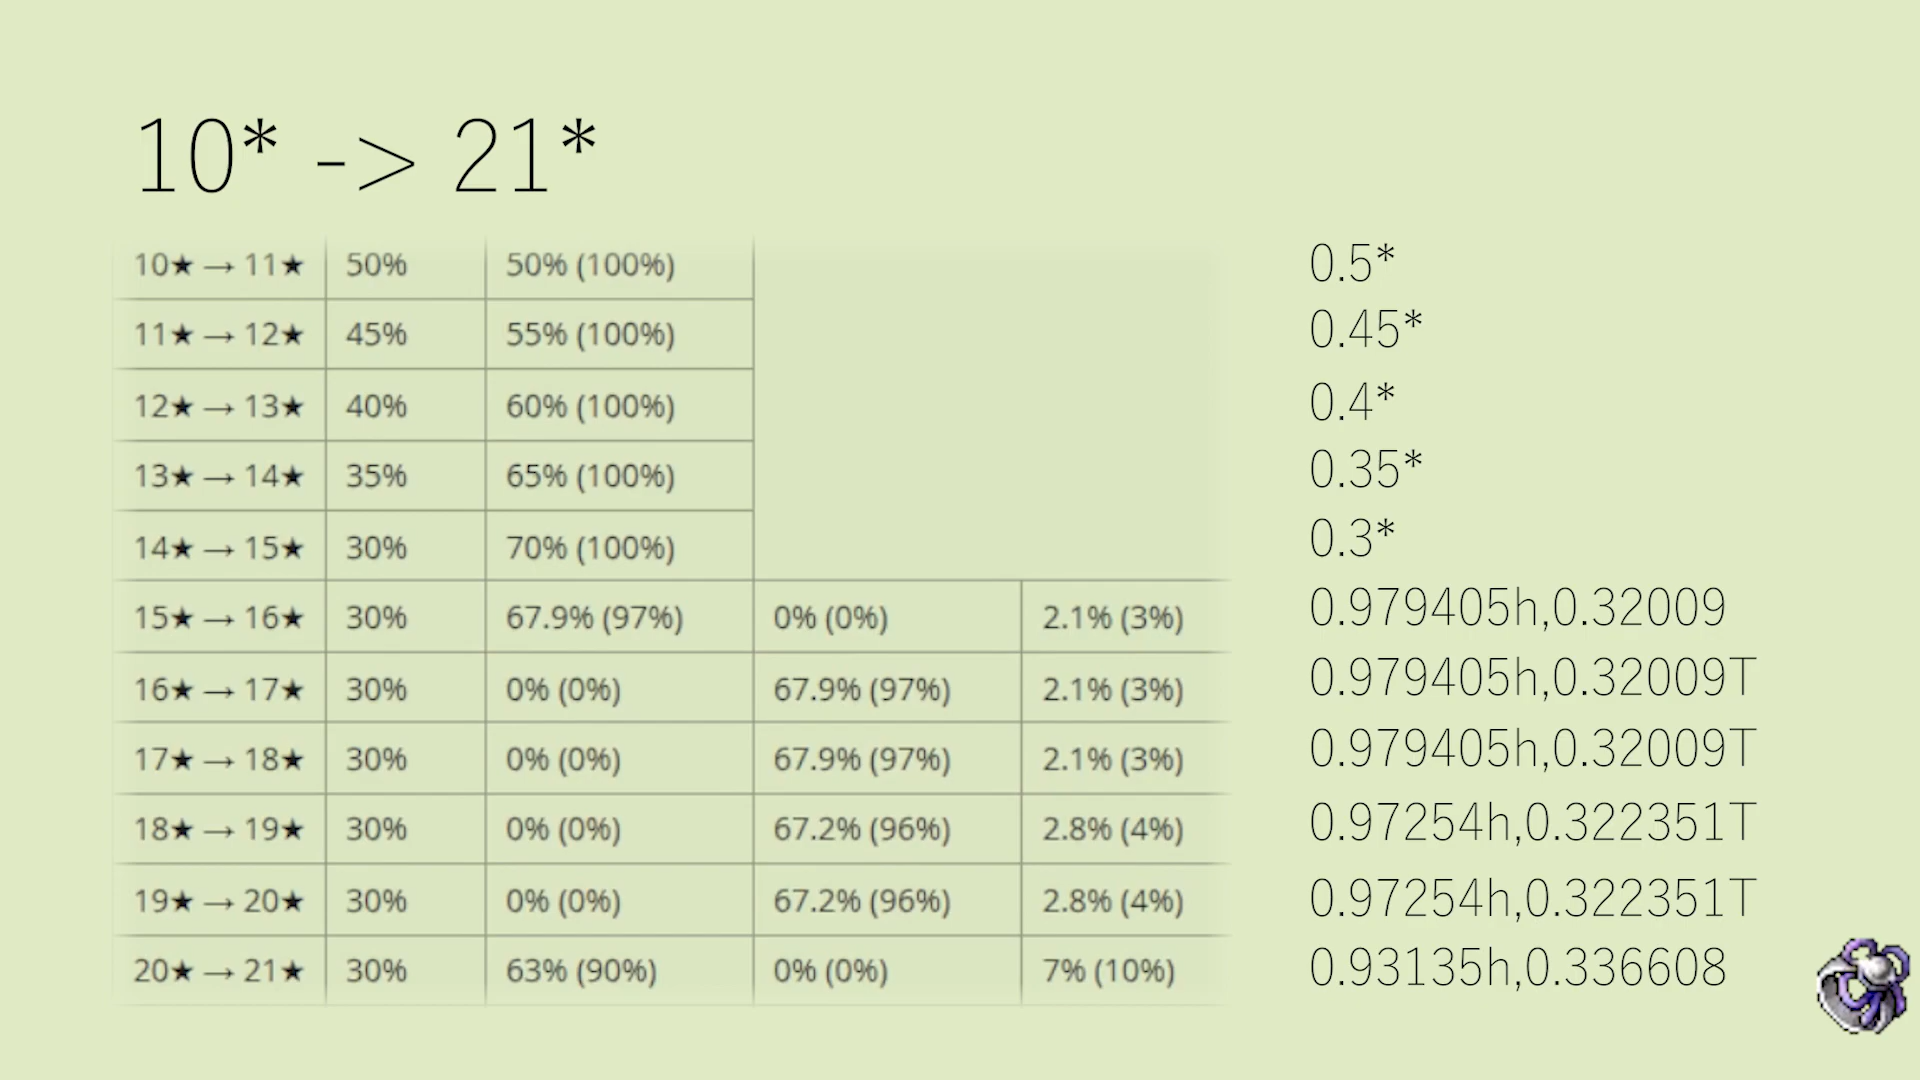 10* -> 21*
10★ → 11★ 50% 50% (100%) 0.5*
11★ → 12★ 45% 55% (100%) 0.45*
12★ → 13★ 40% 60% (100%) 0.4*
13★ → 14★ 35% 65% (100%) 0.35*
14★ → 15★ 30% 70% (100%) 0.3*
15★ → 16★ 30% 67.9% (97%) 0% (0%) 2.1% (3%) 0.979405h,0.32009
16★ → 17★ 30% 0% (0%) 67.9% (97%) 2.1% (3%) 0.979405h,0.32009T
17★ → 18★ 30% 0% (0%) 67.9% (97%) 2.1% (3%) 0.979405h,0.32009T
18★ → 19★ 30% 0% (0%) 67.2% (96%) 2.8% (4%) 0.97254h,0.322351T
19★ → 20★ 30% 0% (0%) 67.2% (96%) 2.8% (4%) 0.97254h,0.322351T
20★ → 21★ 30% 63% (90%) 0% (0%) 7% (10%) 0.93135h,0.336608